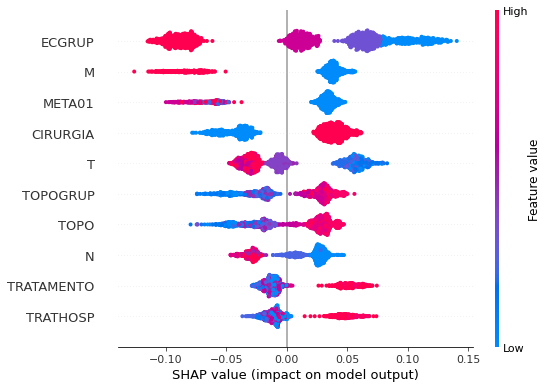 High
ECGRUP
M
META01
CIRURGIA
T
TOPOGRUP
TOPO
N
TRATAMENTO
TRATHOSP
Feature value
Low
−0.10 −0.05 0.00 0.05 0.10 0.15
SHAP value (impact on model output)